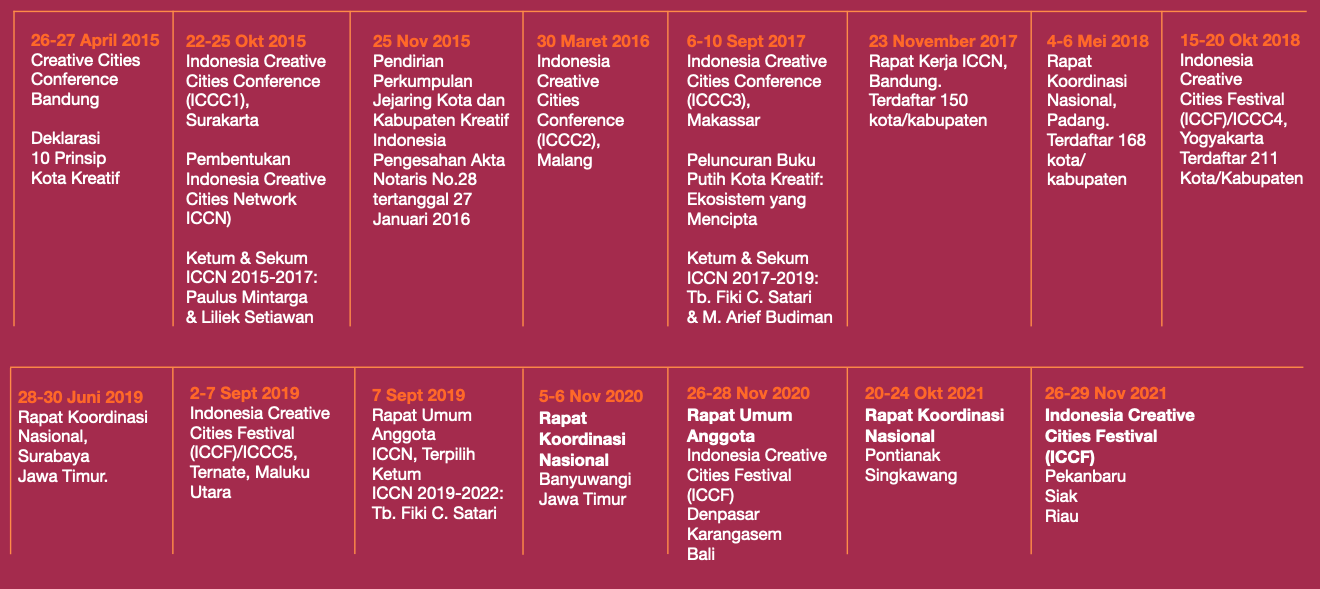 26-27 April 2015
Creative Cities
Conference
Bandung
Deklarasi
10 Prinsip
Kota Kreatif
22-25 Okt 2015
Indonesia Creative
Cities Conference
(ICCC1),
Surakarta
Pembentukan
Indonesia Creative
Cities Network
ICCN)
Ketum & Sekum
ICCN 2015-2017:
Paulus Mintarga
& Liliek Setiawan
25 Nov 2015
Pendirian
Perkumpulan
Jejaring Kota dan
Kabupaten Kreatif
Indonesia
Pengesahan Akta
Notaris No.28
tertanggal 27
Januari 2016
30 Maret 2016
Indonesia
Creative
Cities
Conference
(ICCC2),
Malang
6-10 Sept 2017
Indonesia Creative
Cities Conference
(ICCC3),
Makassar
Peluncuran Buku
Putih Kota Kreatif:
Ekosistem yang
Mencipta
Ketum & Sekum
ICCN 2017-2019:
Tb. Fiki C. Satari
& M. Arief Budiman
23 November 2017
Rapat Kerja ICCN,
Bandung.
Terdaftar 150
kota/kabupaten
4-6 Mei 2018
Rapat
Koordinasi
Nasional,
Padang.
Terdaftar 168
kota/
kabupaten
15-20 Okt 2018
Indonesia
Creative
Cities Festival
(ICCF)/ICCC4,
Yogyakarta
Terdaftar 211
Kota/Kabupaten
28-30 Juni 2019
Rapat Koordinasi
Nasional,
Surabaya
Jawa Timur.
2-7 Sept 2019
Indonesia Creative
Cities Festival
(ICCF)/ICCC5,
Ternate, Maluku
Utara
7 Sept 2019
Rapat Umum
Anggota
ICCN, Terpilih
Ketum
ICCN 2019-2022:
Tb. Fiki C. Satari
5-6 Nov 2020
Rapat
Koordinasi
Nasional
Banyuwangi
Jawa Timur
26-28 Nov 2020
Rapat Umum
Anggota
Indonesia Creative
Cities Festival
(ICCF)
Denpasar
Karangasem
Bali
20-24 Okt 2021
Rapat Koordinasi
Nasional
Pontianak
Singkawang
26-29 Nov 2021
Indonesia Creative
Cities Festival
(ICCF)
Pekanbaru
Siak
Riau